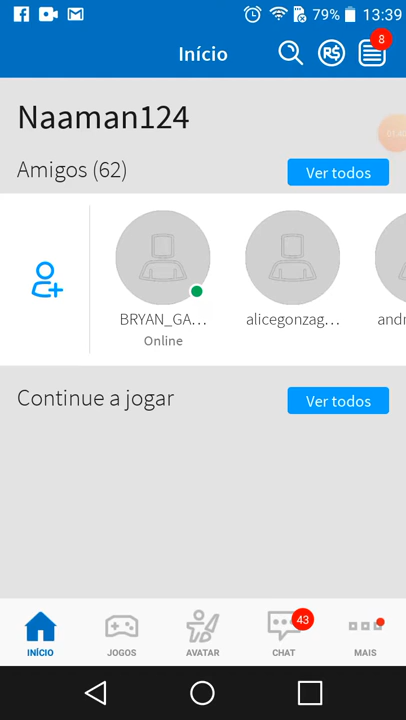 79% 13:39
Início
R$
8
Naaman124
Amigos (62)
Ver todos
BRYAN_GA...
alicegonzag...
andr
Online
Continue a jogar
Ver todos
43
INÍCIO
JOGOS
AVATAR
CHAT
MAIS